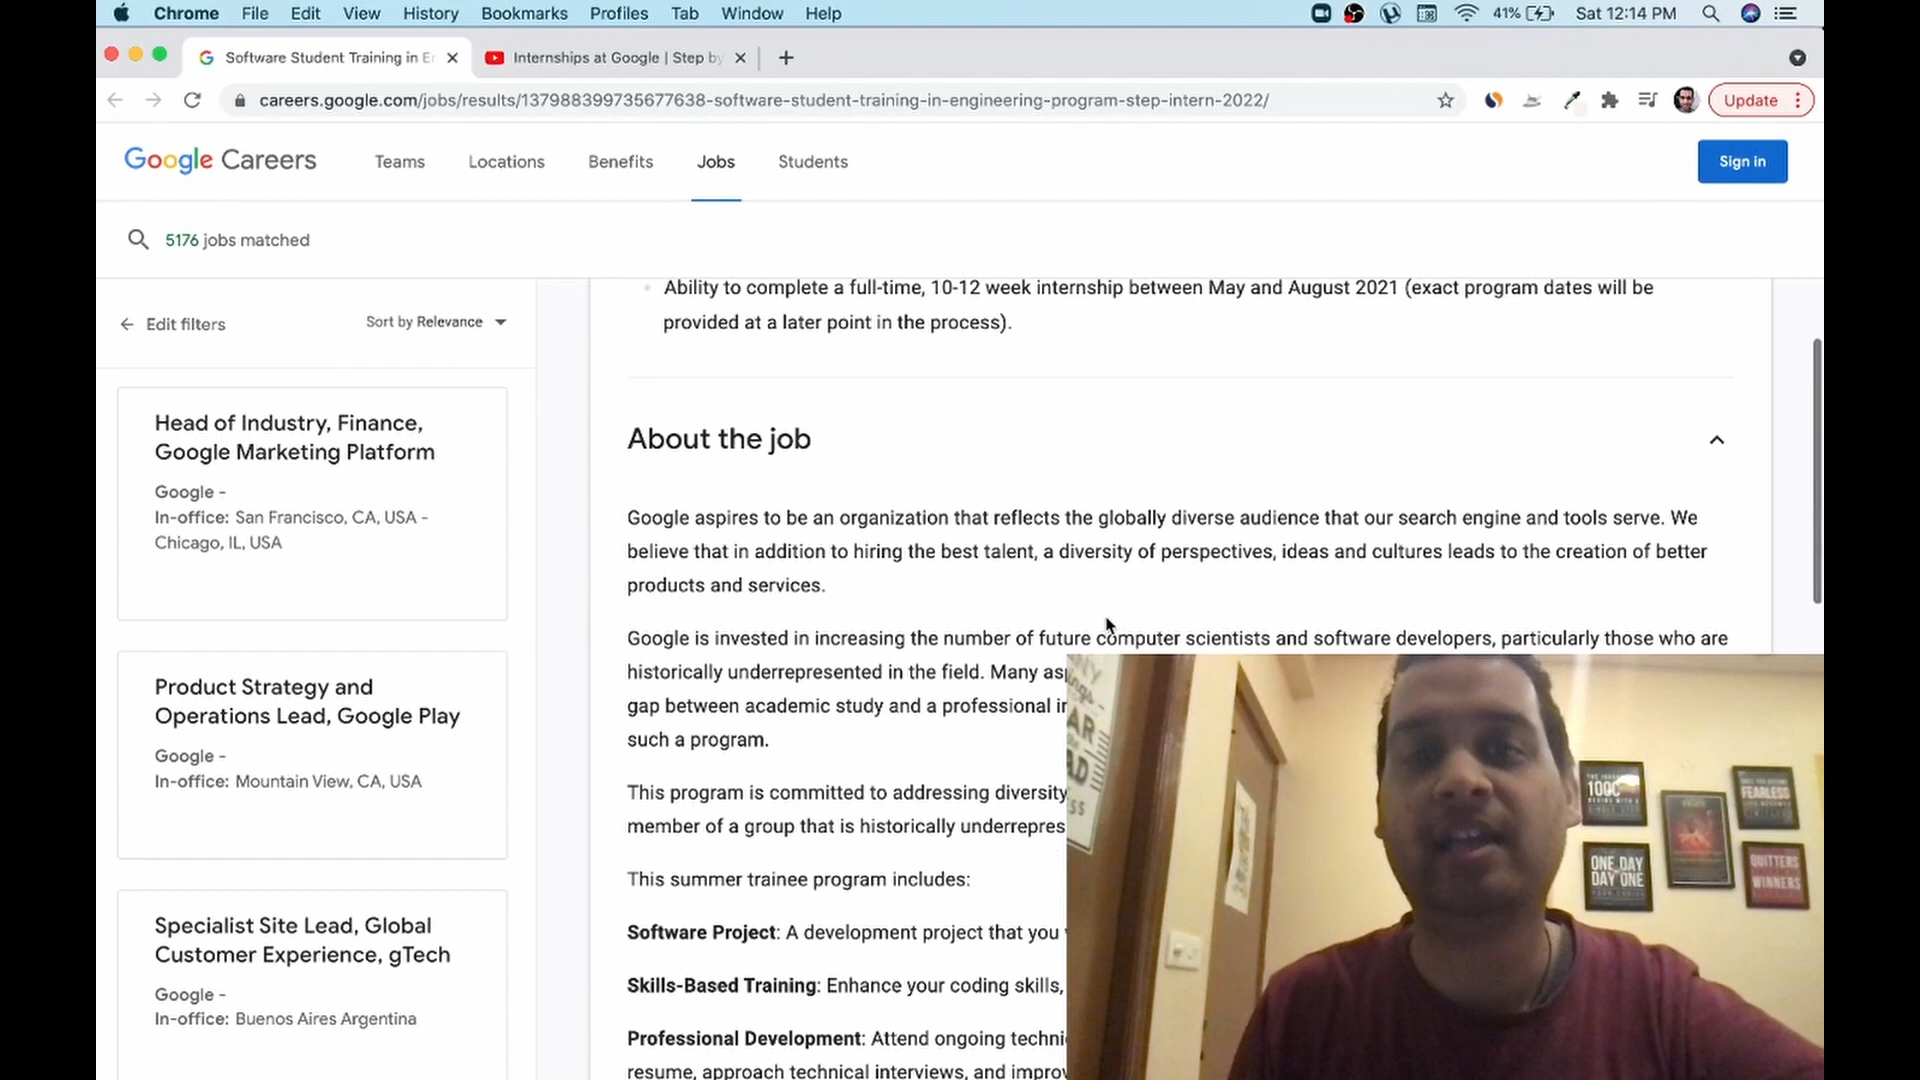 Chrome File Edit View History Bookmarks Profiles Tab Window Help 41% Sat 12:14 PM
Software Student Training in E
Internships at Google | Step by
careers.google.com/jobs/results/137988399735677638-software-student-training-in-engineering-program-step-intern-2022/
Update
Google Careers Teams Locations Benefits Jobs Students Sign in
5176 jobs matched
Edit filters
Sort by Relevance
Head of Industry, Finance,
Google Marketing Platform
Google -
In-office: San Francisco, CA, USA -
Chicago, IL, USA
Product Strategy and
Operations Lead, Google Play
Google -
In-office: Mountain View, CA, USA
Specialist Site Lead, Global
Customer Experience, gTech
Google -
In-office: Buenos Aires Argentina
Ability to complete a full-time, 10-12 week internship between May and August 2021 (exact program dates will be
provided at a later point in the process).
About the job
Google aspires to be an organization that reflects the globally diverse audience that our search engine and tools serve. We
believe that in addition to hiring the best talent, a diversity of perspectives, ideas and cultures leads to the creation of better
products and services.
Google is invested in increasing the number of future computer scientists and software developers, particularly those who are
historically underrepresented in the field. Many as
gap between academic study and a professional i
such a program.
This program is committed to addressing diversity
member of a group that is historically underrepres
This summer trainee program includes:
Software Project: A development project that you
Skills-Based Training: Enhance your coding skills,
Professional Development: Attend ongoing techni
resume, approach technical interviews, and improv
FEARLESS
ONE DAY
DAY ONE
QUITTERS
WINNERS